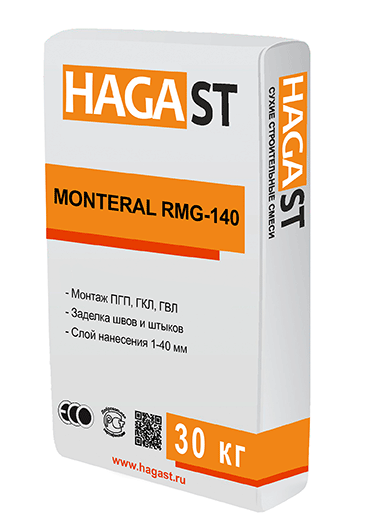 HAGAST
MONTERAL RMG-140
- Монтаж ПГП, ГКЛ, ГВЛ
- Заделка швов и штыков
- Слой нанесения 1-40 мм
ECO
РСТ
30 кг
www.hagast.ru
HAGAST
СУХИЕ СТРОИТЕЛЬНЫЕ СМЕСИ